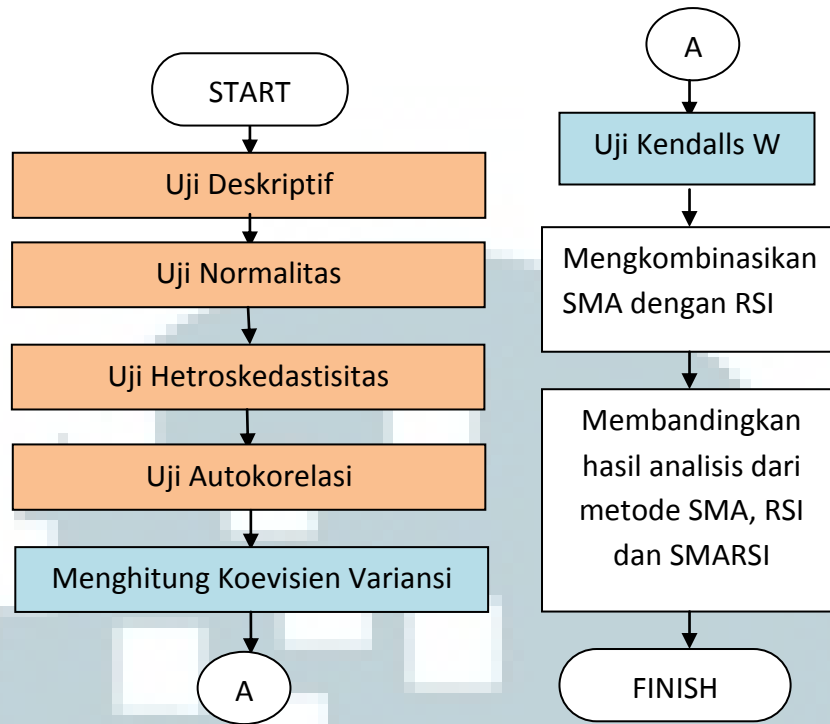 START
Uji Deskriptif
Uji Normalitas
Uji Hetroskedastisitas
Uji Autokorelasi
Menghitung Koevisien Variansi
A
A
Uji Kendalls W
Mengkombinasikan
SMA dengan RSI
Membandingkan
hasil analisis dari
metode SMA, RSI
dan SMARSI
FINISH